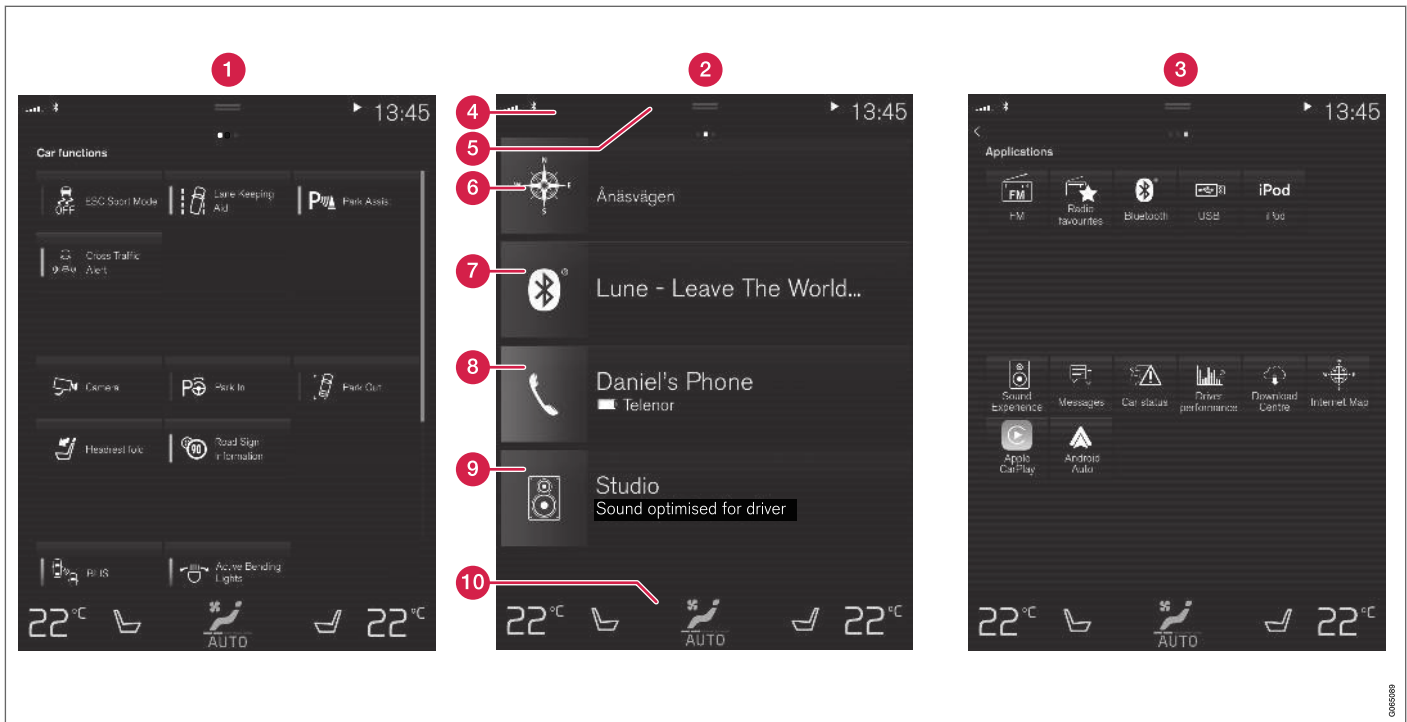 1
2
3
13:45
Car functions
OFF
ESC Sport Mode
Lane Keeping
Aid
P
Park Assis
Cross Traffic
Alert
Camera
P
Park In
Park Out
Headrest fold
90
Road Sign
Information
BLIS
Active Bending
Lights
22°C
AUTO
22°C
4
5
6
7
8
9
10
13:45
N
W
E
S
Ånäsvägen
Lune - Leave The World...
Daniel's Phone
Telenor
Studio
Sound optimised for driver
22°C
AUTO
22°C
13:45
Applications
FM
iPod
FM
Radio
favourites
Bluetooth
USB
iPod
Sound
Experience
Messages
Car status
Driver
performance
Download
Centre
Internet Map
Apple
CarPlay
Android
Auto
22°C
AUTO
22°C
G065089